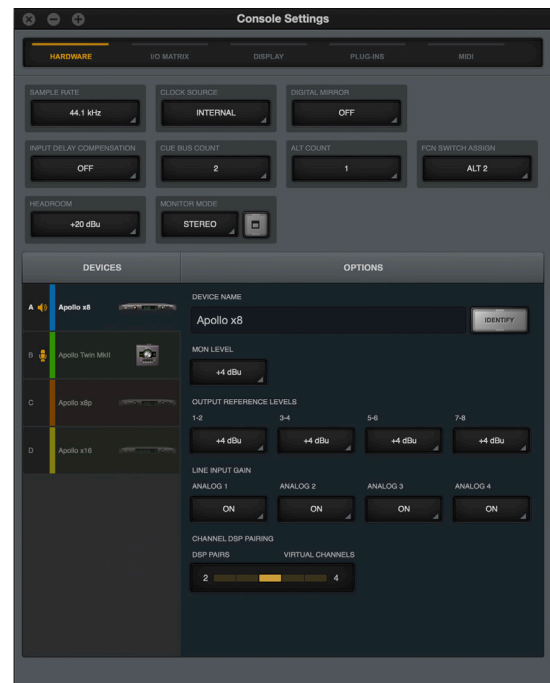 Console Settings
HARDWARE I/O MATRIX DISPLAY PLUG-INS MIDI
SAMPLE RATE CLOCK SOURCE DIGITAL MIRROR
44.1 kHz INTERNAL OFF
INPUT DELAY COMPENSATION CUE BUS COUNT ALT COUNT FCN SWITCH ASSIGN
OFF 2 1 ALT 2
HEADROOM MONITOR MODE
+20 dBu STEREO
DEVICES OPTIONS
DEVICE NAME
A Apollo x8
Apollo x8 IDENTIFY
B Apollo Twin MkII
MON LEVEL
+4 dBu
C Apollo x8p
OUTPUT REFERENCE LEVELS
1-2 3-4 5-6 7-8
+4 dBu +4 dBu +4 dBu +4 dBu
D Apollo x16
LINE INPUT GAIN
ANALOG 1 ANALOG 2 ANALOG 3 ANALOG 4
ON ON ON ON
CHANNEL DSP PAIRING
DSP PAIRS VIRTUAL CHANNELS
2 4